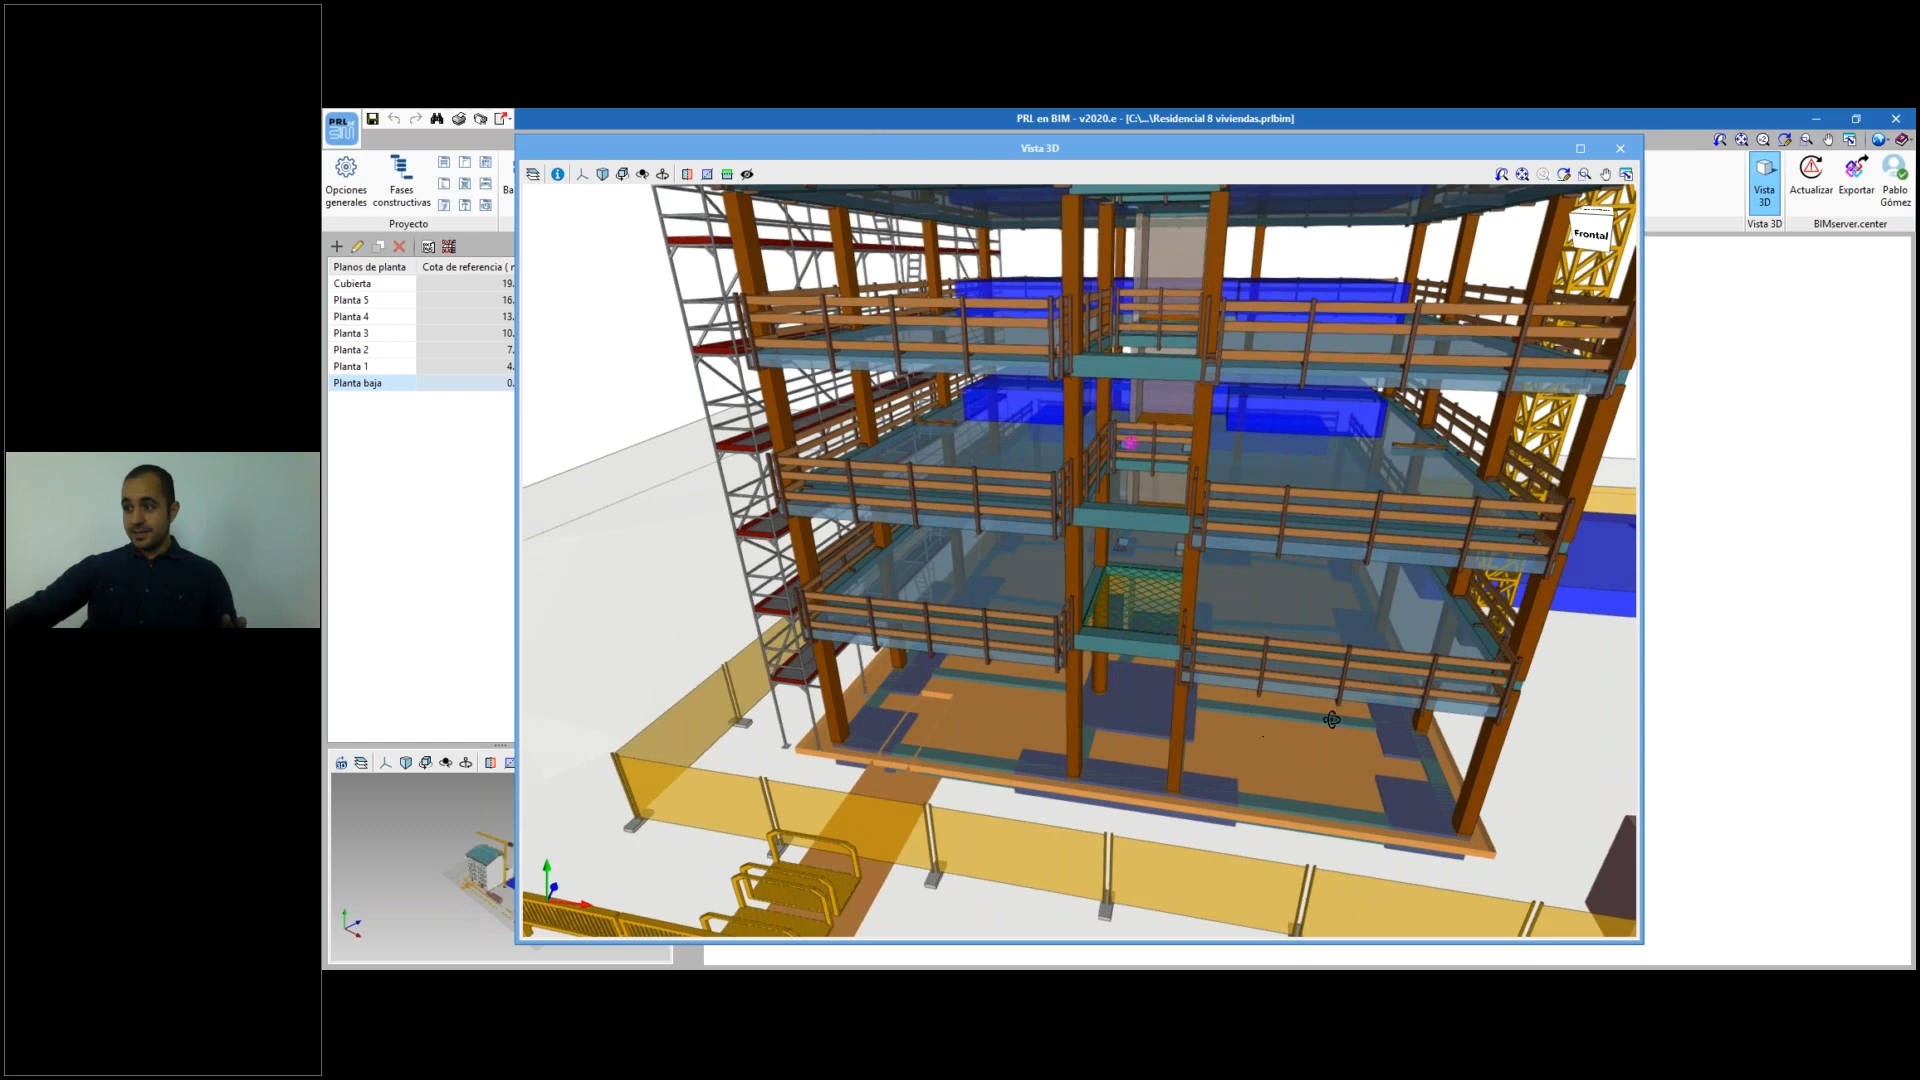 PRL en BIM - v2020.e - [C:\...\Residencial 8 viviendas.prlbim]
PRL
Vista 3D
Opciones generales
Fases constructivas
Proyecto
Vista 3D
Actualizar
Exportar
Pablo Gómez
Vista 3D
BIMserver.center
Planos de planta
Cota de referencia (
Cubierta 19.
Planta 5 16.
Planta 4 13.
Planta 3 10.
Planta 2 7.
Planta 1 4.
Planta baja 0.
Frontal